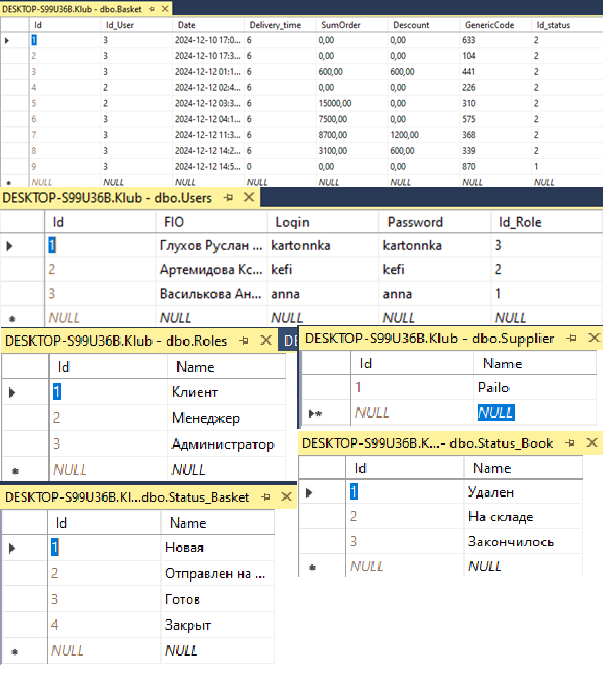 DESKTOP-S99U36B.Klub - dbo.Basket
Id Id_User Date Delivery_time SumOrder Descount GenericCode Id_status
1 3 2024-12-10 17:0... 6 0,00 0,00 633 2
2 3 2024-12-10 17:3... 6 0,00 0,00 104 2
3 3 2024-12-12 01:1... 6 600,00 600,00 441 2
4 2 2024-12-12 02:4... 6 0,00 0,00 226 2
5 2 2024-12-12 03:3... 6 15000,00 0,00 310 2
6 3 2024-12-12 04:1... 6 7500,00 0,00 575 2
7 3 2024-12-12 11:3... 6 8700,00 1200,00 368 2
8 3 2024-12-12 14:2... 6 3100,00 600,00 339 2
9 3 2024-12-12 14:5... 0 0,00 0,00 870 1
NULL NULL NULL NULL NULL NULL NULL NULL
DESKTOP-S99U36B.Klub - dbo.Users
Id FIO Login Password Id_Role
1 Глухов Руслан ... kartonnka kartonnka 3
2 Артемидова Кс... kefi kefi 2
3 Василькова Ан... anna anna 1
NULL NULL NULL NULL NULL
DESKTOP-S99U36B.Klub - dbo.Roles
DE
Id Name
1 Клиент
2 Менеджер
3 Администратор
NULL NULL
DESKTOP-S99U36B.Klub - dbo.Supplier
Id Name
1 Pailo
NULL NULL
DESKTOP-S99U36B.K...- dbo.Status_Book
Id Name
1 Удален
2 На складе
3 Закончилось
NULL NULL
DESKTOP-S99U36B.Kl...dbo.Status_Basket
Id Name
1 Новая
2 Отправлен на ...
3 Готов
4 Закрыт
NULL NULL